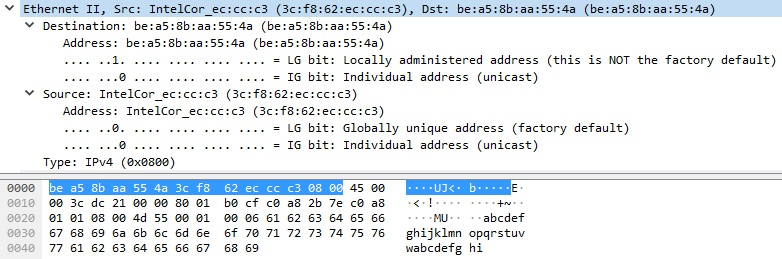 Ethernet II, Src: IntelCor_ec:cc:c3 (3c:f8:62:ec:cc:c3), Dst: be:a5:8b:aa:55:4a (be:a5:8b:aa:55:4a)
Destination: be:a5:8b:aa:55:4a (be:a5:8b:aa:55:4a)
Address: be:a5:8b:aa:55:4a (be:a5:8b:aa:55:4a)
.... ..1. .... .... .... .... = LG bit: Locally administered address (this is NOT the factory default)
.... ...0 .... .... .... .... = IG bit: Individual address (unicast)
Source: IntelCor_ec:cc:c3 (3c:f8:62:ec:cc:c3)
Address: IntelCor_ec:cc:c3 (3c:f8:62:ec:cc:c3)
.... ..0. .... .... .... .... = LG bit: Globally unique address (factory default)
.... ...0 .... .... .... .... = IG bit: Individual address (unicast)
Type: IPv4 (0x0800)
0000 be a5 8b aa 55 4a 3c f8 62 ec cc c3 08 00 45 00 ····UJ<· b·····E·
0010 00 3c dc 21 00 00 80 01 b0 cf c0 a8 2b 7e c0 a8 ·<·!···· ····+~··
0020 01 01 08 00 4d 55 00 01 00 06 61 62 63 64 65 66 ····MU·· ··abcdef
0030 67 68 69 6a 6b 6c 6d 6e 6f 70 71 72 73 74 75 76 ghijklmn opqrstuv
0040 77 61 62 63 64 65 66 67 68 69 wabcdefg hi